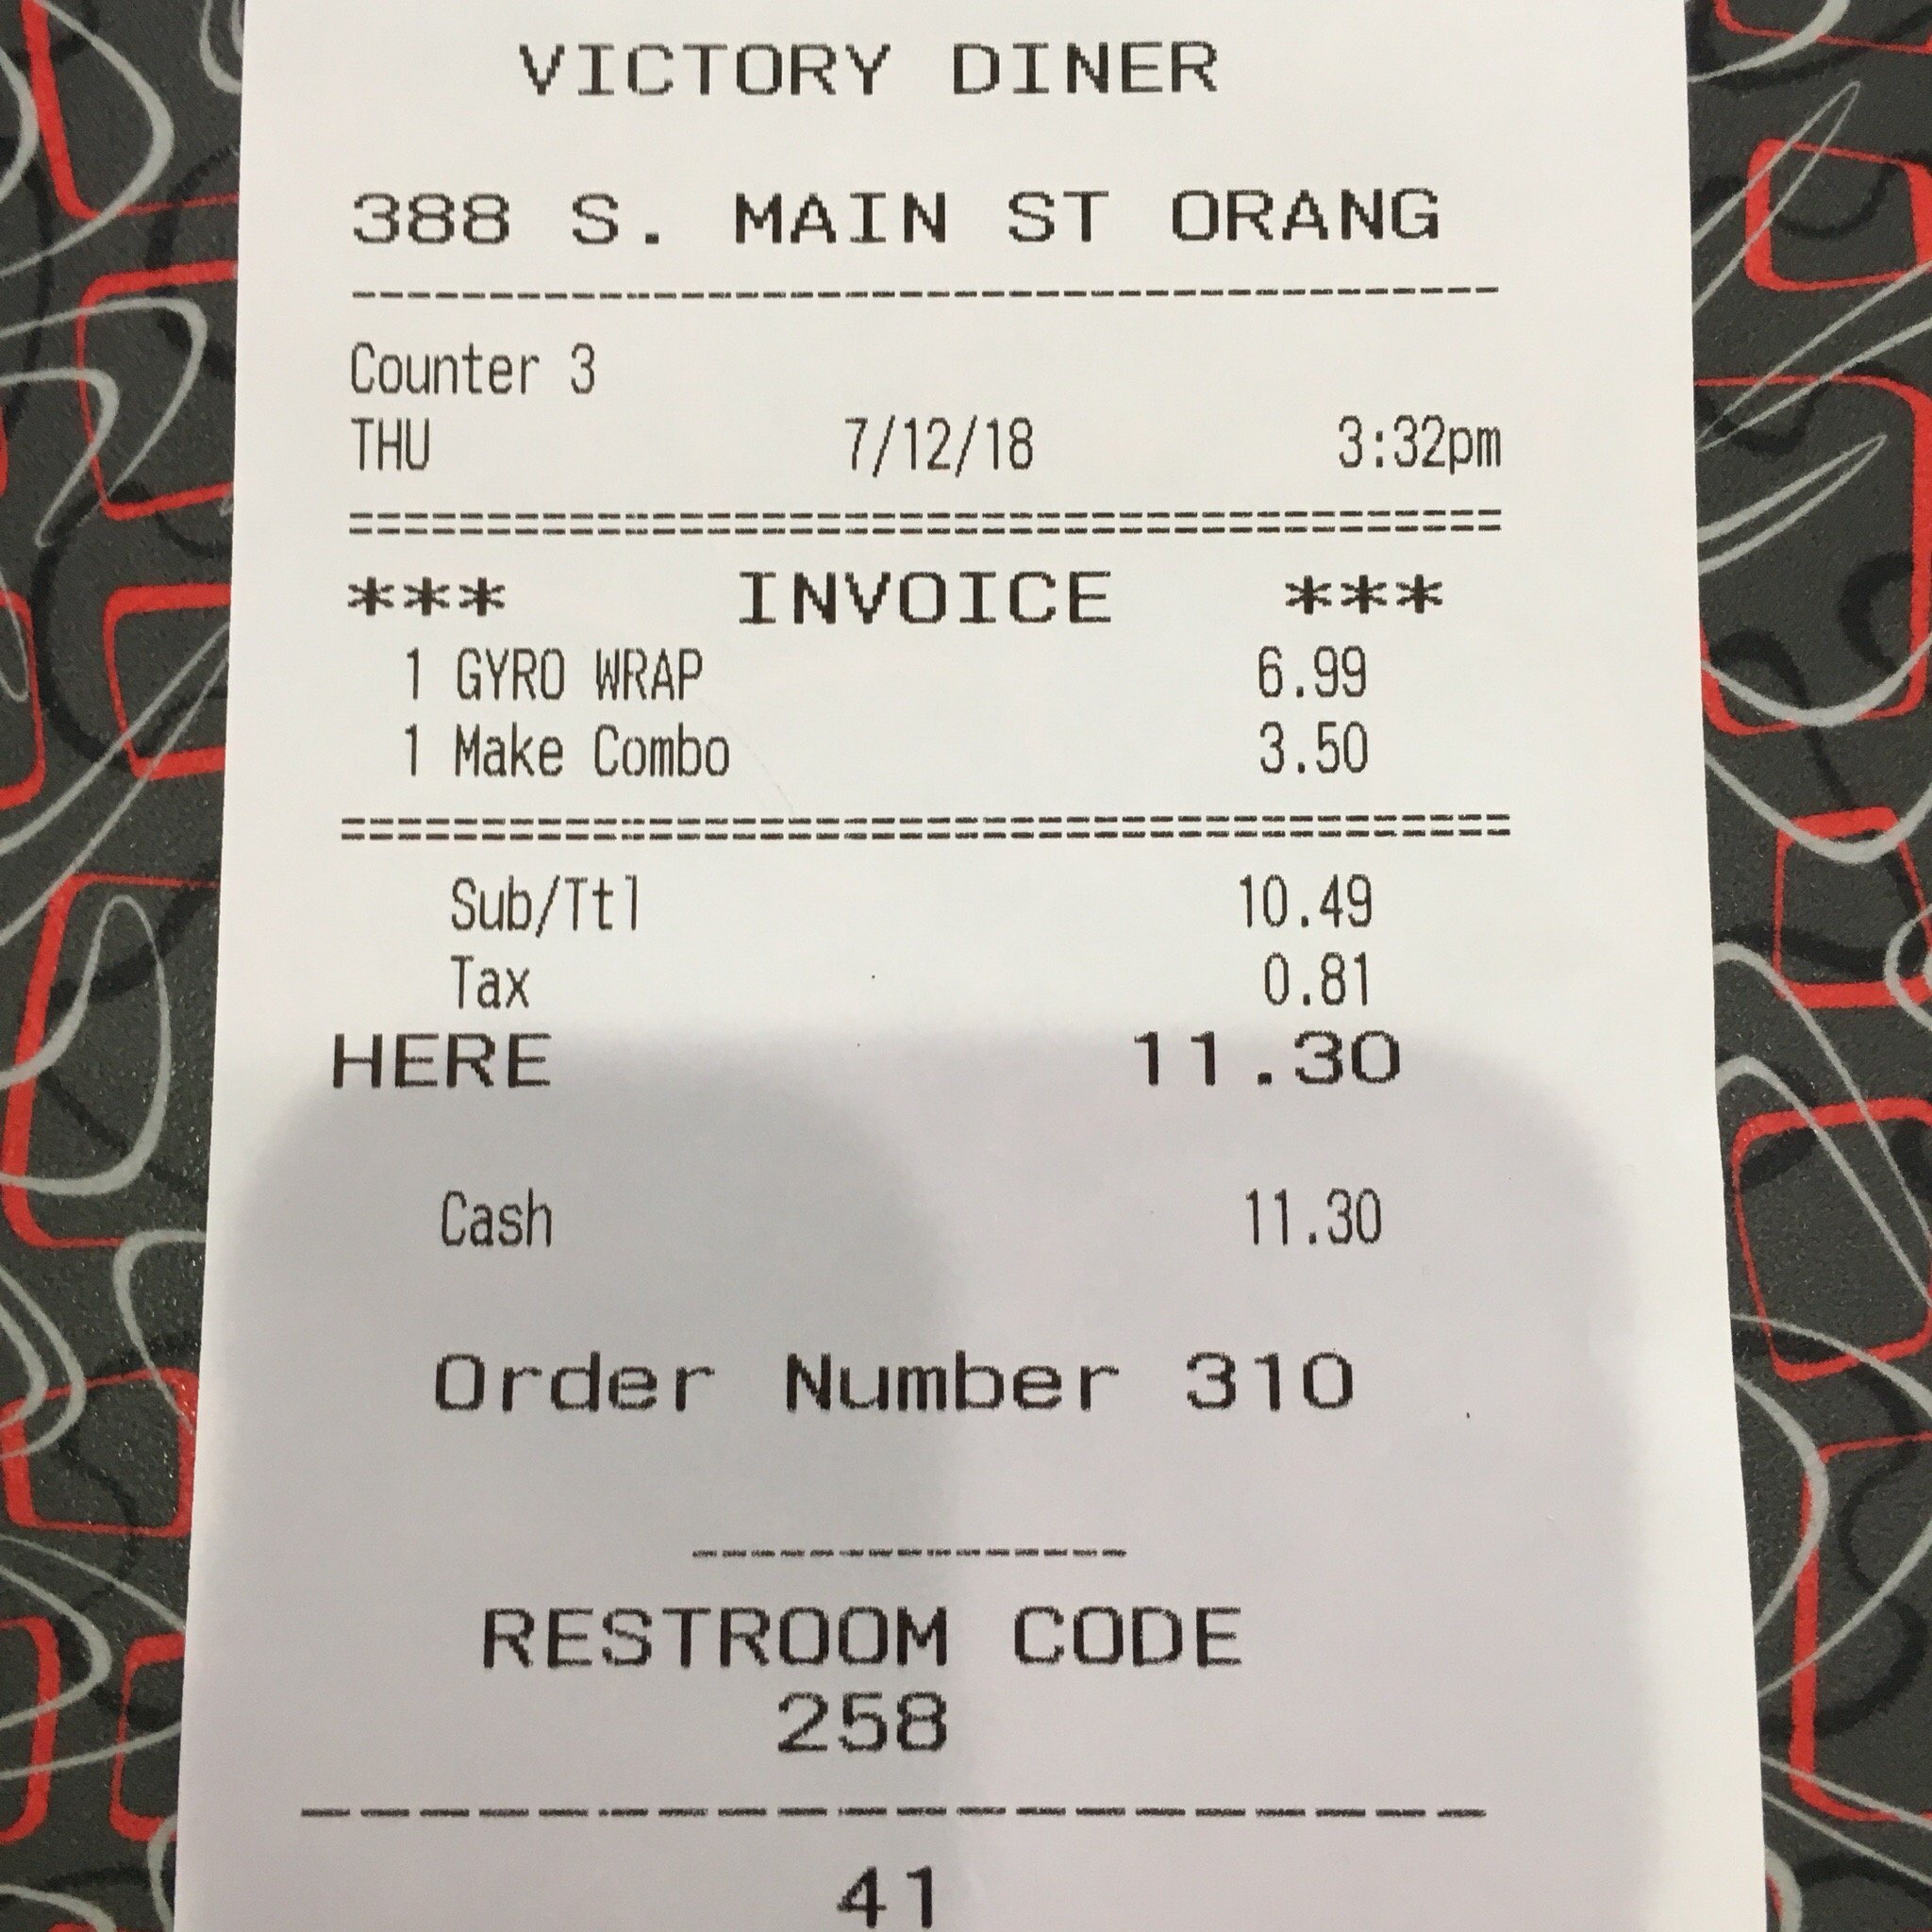 VICTORY DINER
388 S. MAIN ST ORANG
------------------------------------------
Counter 3
THU 7/12/18 3:32pm
==========================================
*** INVOICE ***
1 GYRO WRAP 6.99
1 Make Combo 3.50
==========================================
Sub/Ttl 10.49
Tax 0.81
HERE 11.30
Cash 11.30
Order Number 310
---------------
RESTROOM CODE
258
--------------------
41